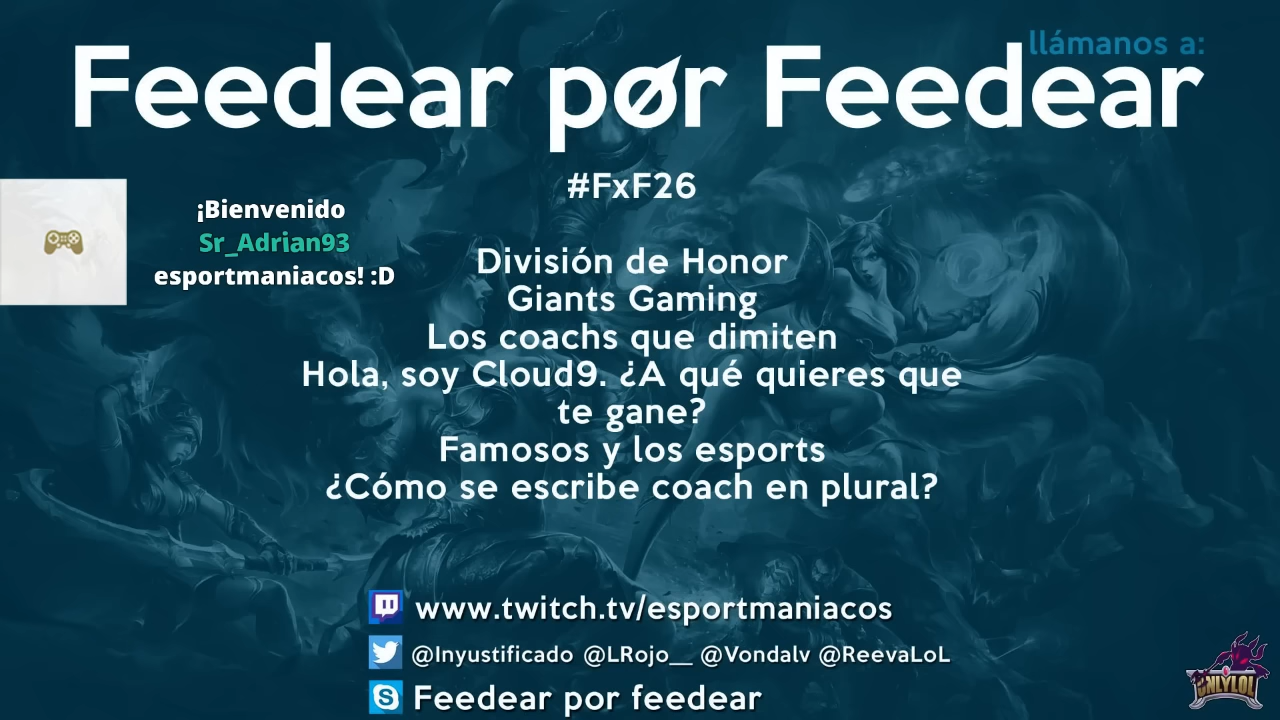 llámanos a:
Feedear pør Feedear
#FxF26
¡Bienvenido
Sr_Adrian93
esportmaniacos! :D
División de Honor
Giants Gaming
Los coachs que dimiten
Hola, soy Cloud9. ¿A qué quieres que
te gane?
Famosos y los esports
¿Cómo se escribe coach en plural?
www.twitch.tv/esportmaniacos
@Inyustificado @LRojo__ @Vondalv @ReevaLoL
Feedear por feedear
ONLYLOL